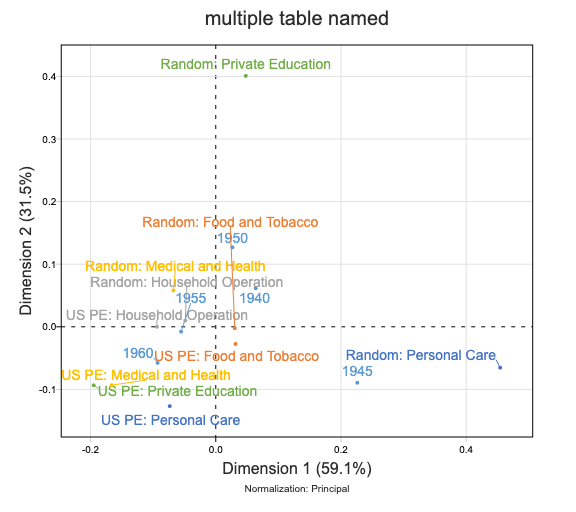 multiple table named
Random: Private Education
0.4
0.3
0.2
Random: Food and Tobacco
1950
Random: Medical and Health
0.1
Random: Household Operation
1955
1940
US PE: Household Operation
0.0
1960
US PE: Food and Tobacco
Random: Personal Care
1945
US PE: Medical and Health
-0.1
US PE: Private Education
US PE: Personal Care
-0.2
0.0
0.2
0.4
Dimension 2 (31.5%)
Dimension 1 (59.1%)
Normalization: Principal